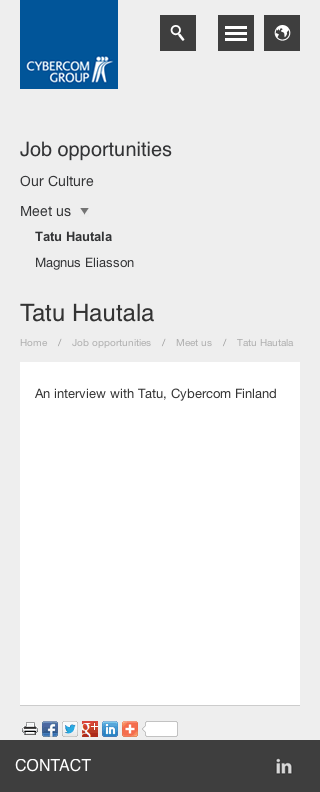 CYBERCOM
GROUP
Job opportunities
Our Culture
Meet us
Tatu Hautala
Magnus Eliasson
Tatu Hautala
Home / Job opportunities / Meet us / Tatu Hautala
An interview with Tatu, Cybercom Finland
CONTACT
in